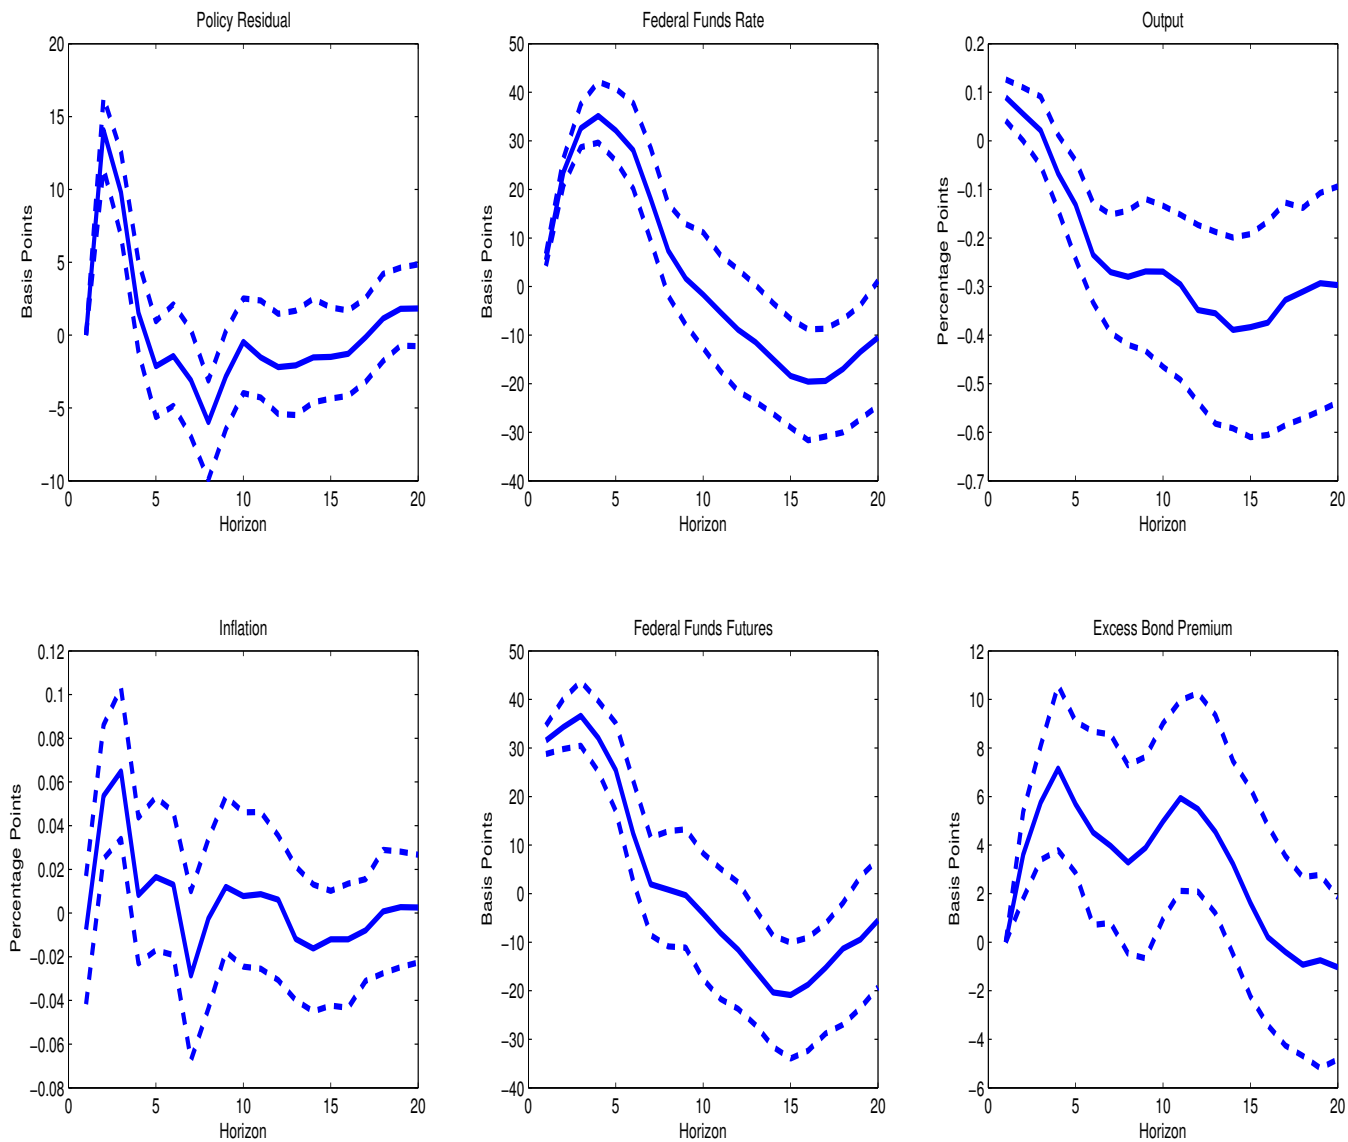 Policy Residual
20
15
10
5
0
−5
−10
Basis Points
0 5 10 15 20
Horizon
Federal Funds Rate
50
40
30
20
10
0
−10
−20
−30
−40
Basis Points
0 5 10 15 20
Horizon
Output
0.2
0.1
0
−0.1
−0.2
−0.3
−0.4
−0.5
−0.6
−0.7
Percentage Points
0 5 10 15 20
Horizon
Inflation
0.12
0.1
0.08
0.06
0.04
0.02
0
−0.02
−0.04
−0.06
−0.08
Percentage Points
0 5 10 15 20
Horizon
Federal Funds Futures
50
40
30
20
10
0
−10
−20
−30
−40
Basis Points
0 5 10 15 20
Horizon
Excess Bond Premium
12
10
8
6
4
2
0
−2
−4
−6
Basis Points
0 5 10 15 20
Horizon